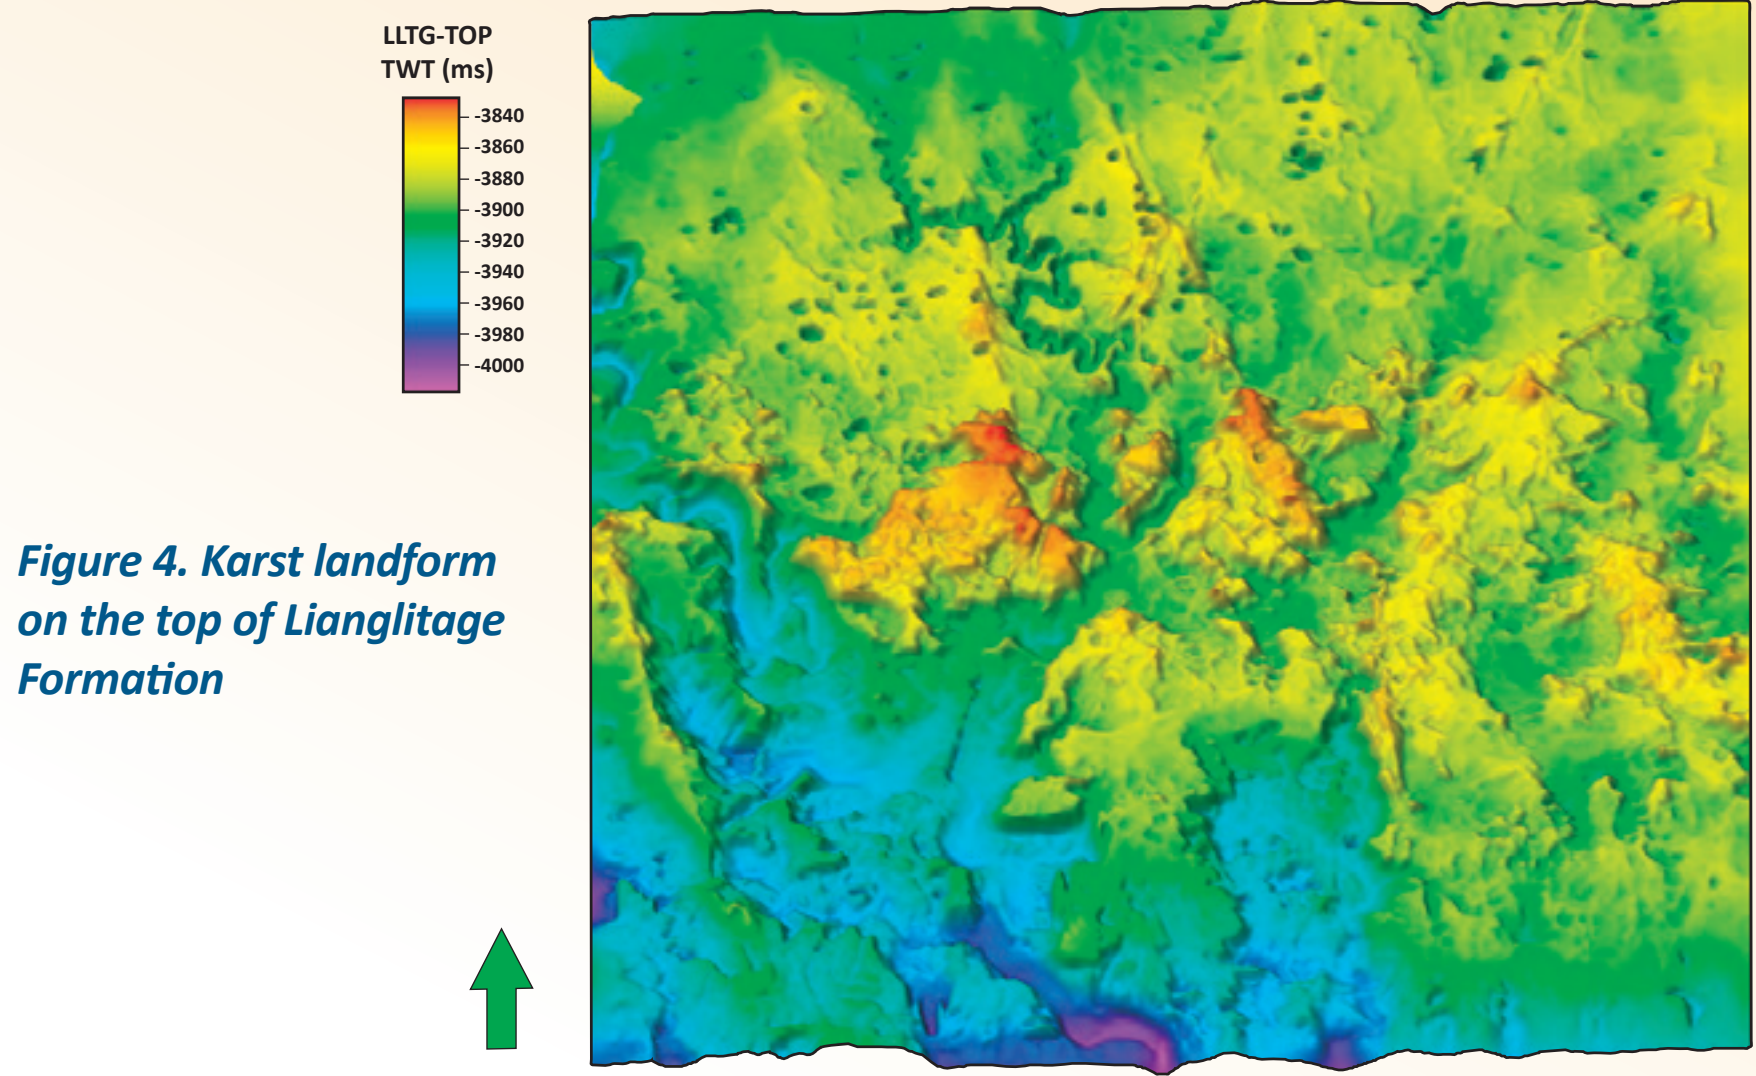 LLTG-TOP
TWT (ms)
-3840
-3860
-3880
-3900
-3920
-3940
-3960
-3980
-4000
Figure 4. Karst landform
on the top of Lianglitage
Formation